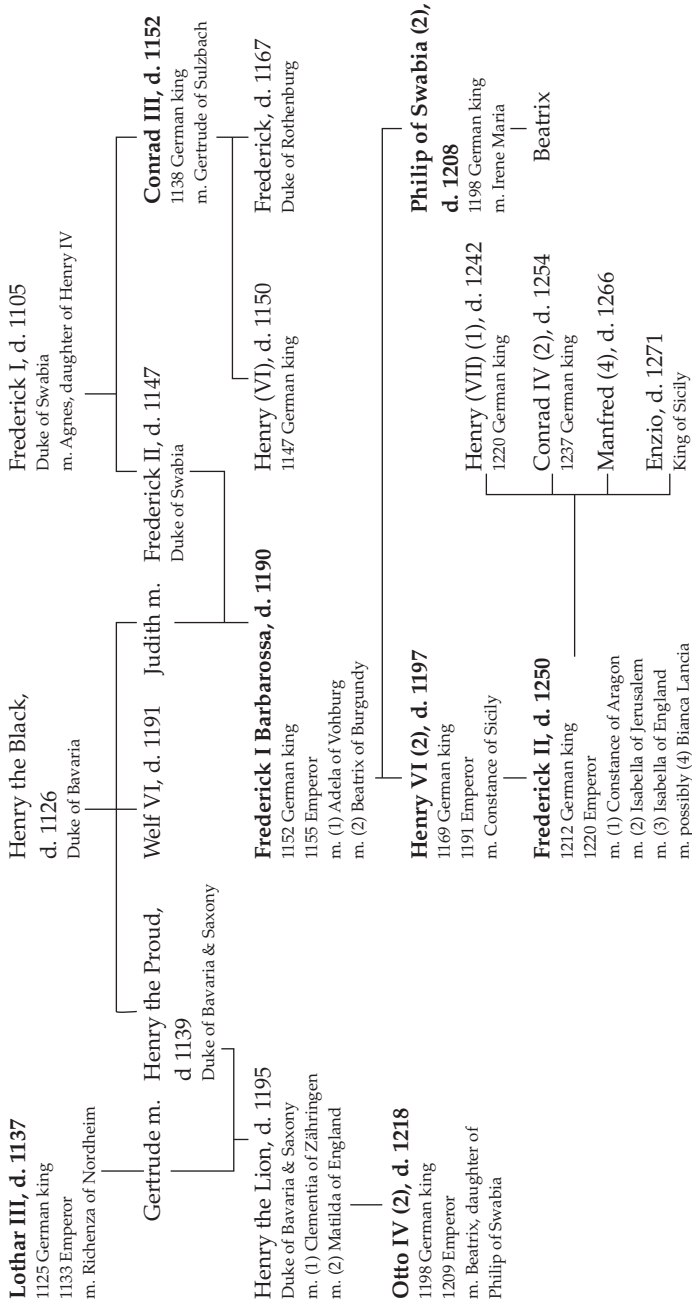 Lothar III, d. 1137
1125 German king
1133 Emperor
m. Richenza of Nordheim
Henry the Black,
d. 1126
Duke of Bavaria
Frederick I, d. 1105
Duke of Swabia
m. Agnes, daughter of Henry IV
Gertrude m.
Henry the Proud,
d 1139
Duke of Bavaria & Saxony
Welf VI, d. 1191
Judith m.
Frederick II, d. 1147
Duke of Swabia
Conrad III, d. 1152
1138 German king
m. Gertrude of Sulzbach
Henry the Lion, d. 1195
Duke of Bavaria & Saxony
m. (1) Clementia of Zähringen
m. (2) Matilda of England
Frederick I Barbarossa, d. 1190
1152 German king
1155 Emperor
m. (1) Adela of Vohburg
m. (2) Beatrix of Burgundy
Henry (VI), d. 1150
1147 German king
Frederick, d. 1167
Duke of Rothenburg
Otto IV (2), d. 1218
1198 German king
1209 Emperor
m. Beatrix, daughter of
Philip of Swabia
Henry VI (2), d. 1197
1169 German king
1191 Emperor
m. Constance of Sicily
Philip of Swabia (2),
d. 1208
1198 German king
m. Irene Maria
Frederick II, d. 1250
1212 German king
1220 Emperor
m. (1) Constance of Aragon
m. (2) Isabella of Jerusalem
m. (3) Isabella of England
m. possibly (4) Bianca Lancia
Henry (VII) (1), d. 1242
1220 German king
Conrad IV (2), d. 1254
1237 German king
Manfred (4), d. 1266
Enzio, d. 1271
King of Sicily
Beatrix